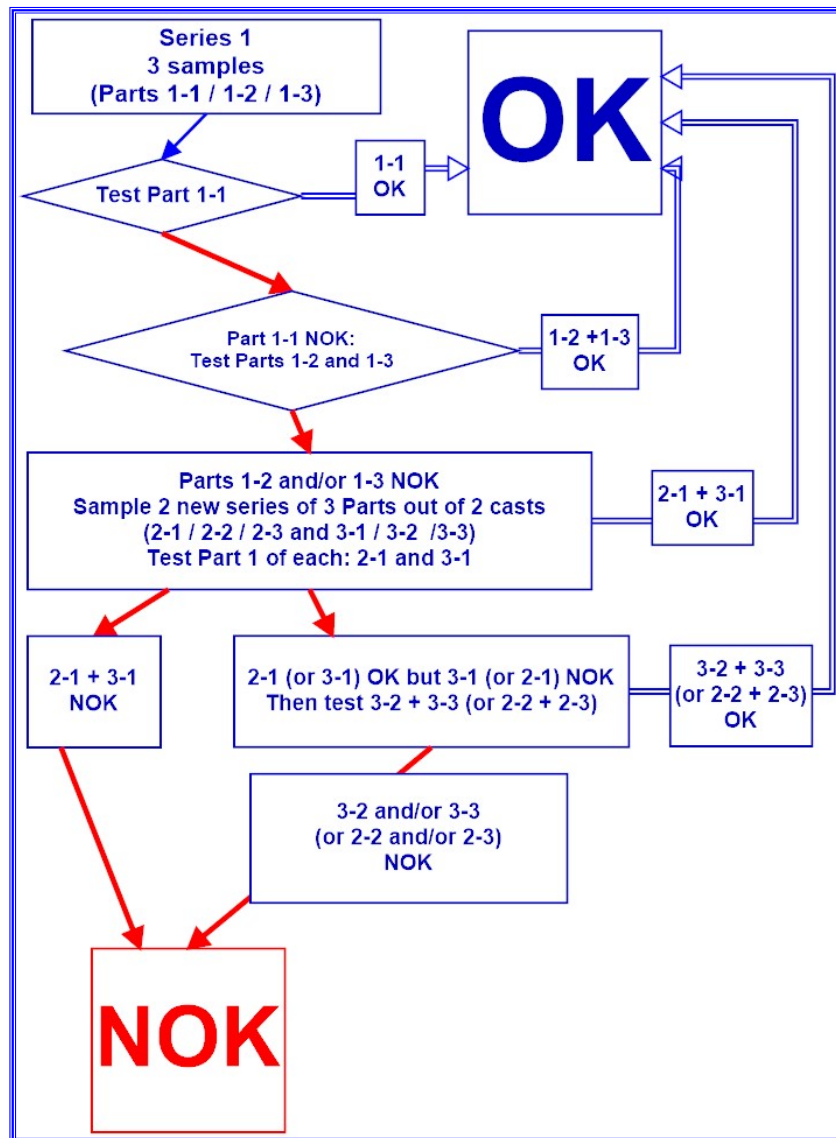 Series 1
3 samples
(Parts 1-1 / 1-2 / 1-3)
OK
1-1
OK
Test Part 1-1
Part 1-1 NOK:
Test Parts 1-2 and 1-3
1-2 +1-3
OK
Parts 1-2 and/or 1-3 NOK
Sample 2 new series of 3 Parts out of 2 casts
(2-1 / 2-2 / 2-3 and 3-1 / 3-2 /3-3)
Test Part 1 of each: 2-1 and 3-1
2-1 + 3-1
OK
2-1 + 3-1
NOK
2-1 (or 3-1) OK but 3-1 (or 2-1) NOK
Then test 3-2 + 3-3 (or 2-2 + 2-3)
3-2 + 3-3
(or 2-2 + 2-3)
OK
3-2 and/or 3-3
(or 2-2 and/or 2-3)
NOK
NOK